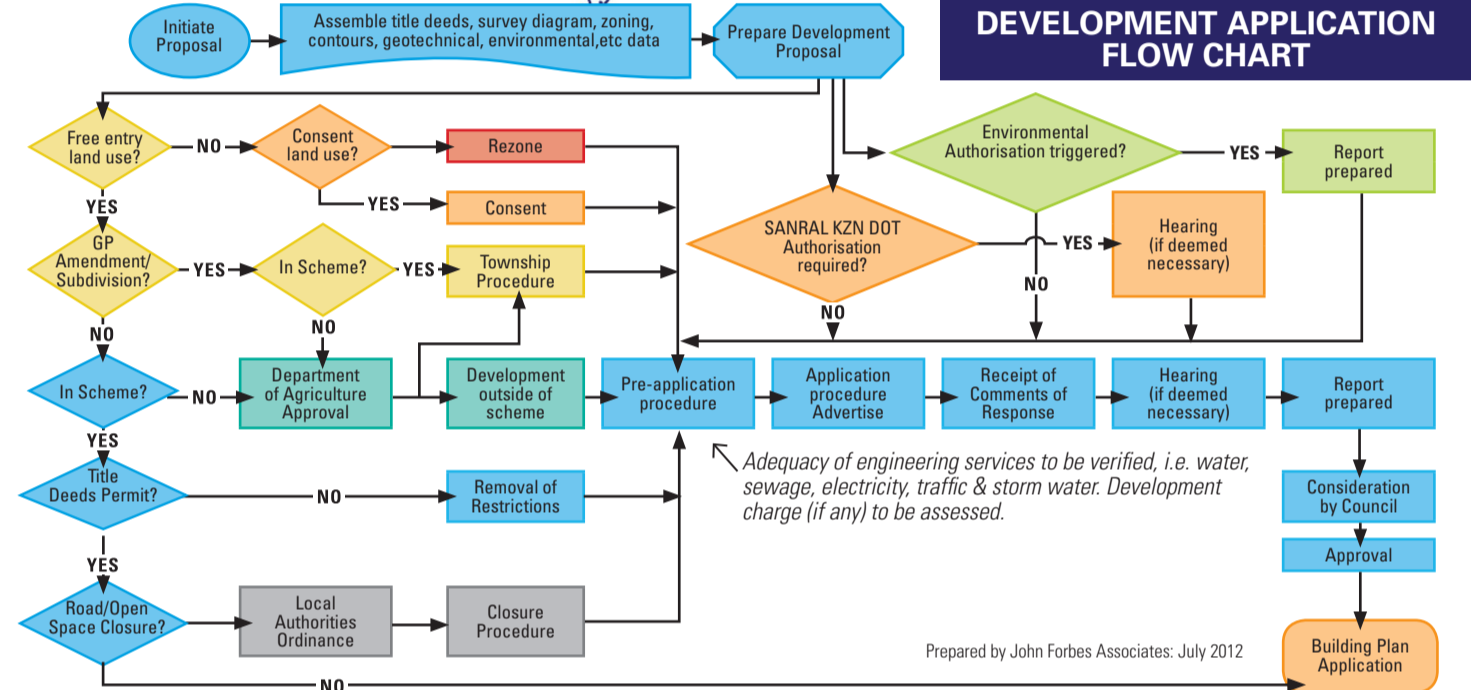 DEVELOPMENT APPLICATION
FLOW CHART
Initiate
Proposal
Assemble title deeds, survey diagram, zoning,
contours, geotechnical, environmental,etc data
Prepare Development
Proposal
Free entry
land use?
NO
Consent
land use?
Rezone
YES
Consent
YES
GP
Amendment/
Subdivision?
YES
In Scheme?
YES
Township
Procedure
NO
NO
Environmental
Authorisation triggered?
YES
Report
prepared
SANRAL KZN DOT
Authorisation
required?
YES
Hearing
(if deemed
necessary)
NO
NO
In Scheme?
NO
Department
of Agriculture
Approval
Development
outside of
scheme
Pre-application
procedure
Application
procedure
Advertise
Receipt of
Comments of
Response
Hearing
(if deemed
necessary)
Report
prepared
YES
Title
Deeds Permit?
NO
Removal of
Restrictions
Adequacy of engineering services to be verified, i.e. water,
sewage, electricity, traffic & storm water. Development
charge (if any) to be assessed.
Consideration
by Council
Approval
YES
Road/Open
Space Closure?
Local
Authorities
Ordinance
Closure
Procedure
Prepared by John Forbes Associates: July 2012
Building Plan
Application
NO